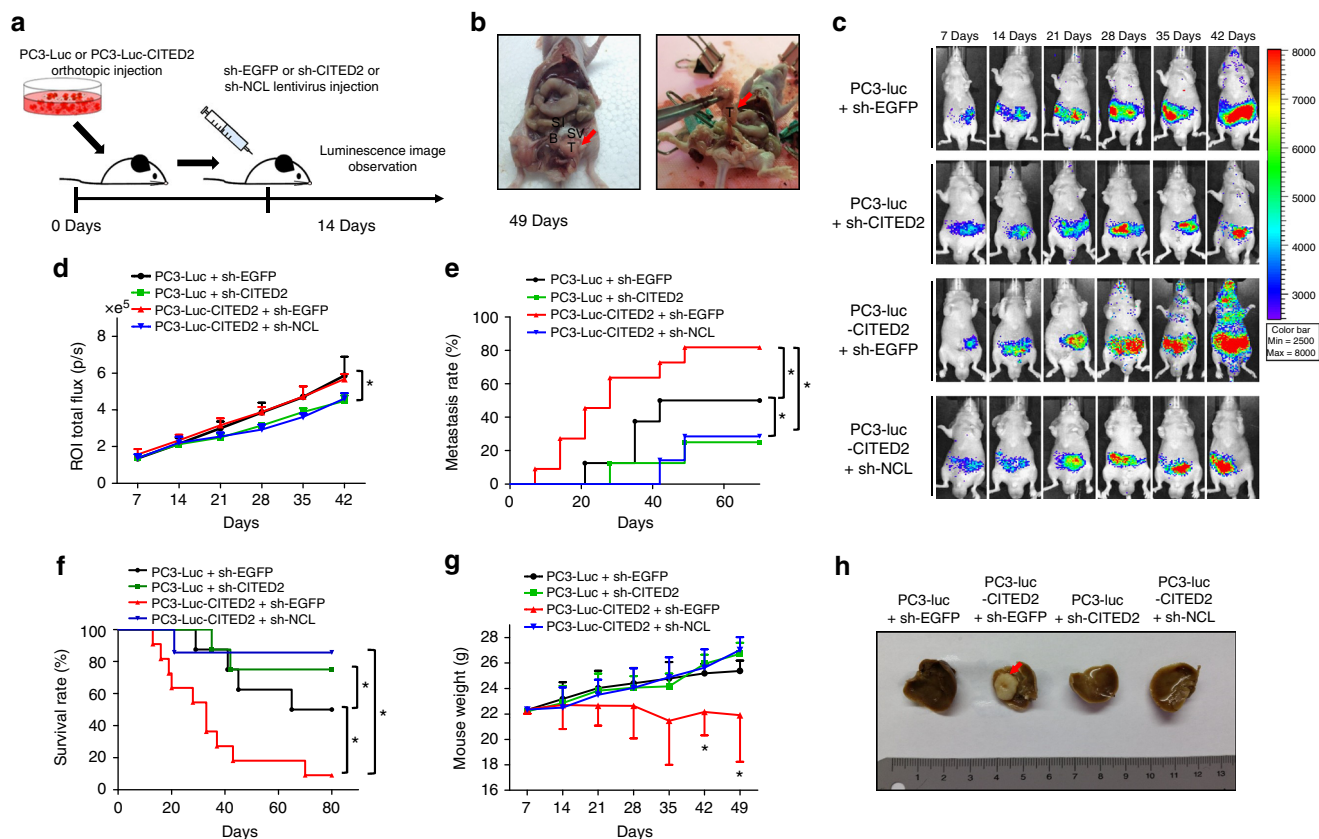 a
PC3-Luc or PC3-Luc-CITED2
orthotopic injection
sh-EGFP or sh-CITED2 or
sh-NCL lentivirus injection
Luminescence image
observation
0 Days
14 Days
b
SI
B
SV
T
T
49 Days
c
7 Days 14 Days 21 Days 28 Days 35 Days 42 Days
PC3-luc
+ sh-EGFP
PC3-luc
+ sh-CITED2
PC3-luc
-CITED2
+ sh-EGFP
PC3-luc
-CITED2
+ sh-NCL
8000
7000
6000
5000
4000
3000
Color bar
Min = 2500
Max = 8000
d
PC3-Luc + sh-EGFP
PC3-Luc + sh-CITED2
PC3-Luc-CITED2 + sh-EGFP
PC3-Luc-CITED2 + sh-NCL
×e⁵
ROI total flux (p/s)
8
6
4
2
0
*
7 14 21 28 35 42
Days
e
PC3-Luc + sh-EGFP
PC3-Luc + sh-CITED2
PC3-Luc-CITED2 + sh-EGFP
PC3-Luc-CITED2 + sh-NCL
Metastasis rate (%)
100
80
60
40
20
0
* *
*
0 20 40 60
Days
f
PC3-Luc + sh-EGFP
PC3-Luc + sh-CITED2
PC3-Luc-CITED2 + sh-EGFP
PC3-Luc-CITED2 + sh-NCL
Survival rate (%)
100
80
60
40
20
0
*
* *
0 20 40 60 80
Days
g
PC3-Luc + sh-EGFP
PC3-Luc + sh-CITED2
PC3-Luc-CITED2 + sh-EGFP
PC3-Luc-CITED2 + sh-NCL
Mouse weight (g)
28
26
24
22
20
18
16
* *
7 14 21 28 35 42 49
Days
h
PC3-luc
+ sh-EGFP
PC3-luc
-CITED2
+ sh-EGFP
PC3-luc
+ sh-CITED2
PC3-luc
-CITED2
+ sh-NCL
1 2 3 4 5 6 7 8 9 10 11 12 13